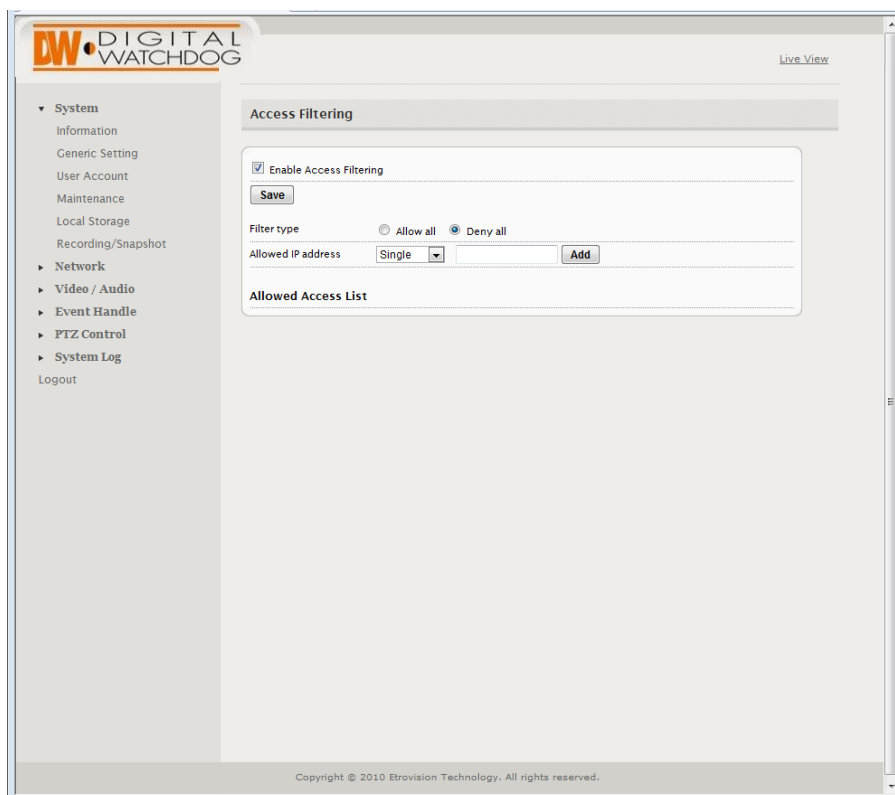 DW DIGITAL
WATCHDOG
Live View
System
Information
Generic Setting
User Account
Maintenance
Local Storage
Recording/Snapshot
Network
Video / Audio
Event Handle
PTZ Control
System Log
Logout
Access Filtering
Enable Access Filtering
Save
Filter type Allow all Deny all
Allowed IP address Single Add
Allowed Access List
Copyright © 2010 Etrovision Technology. All rights reserved.